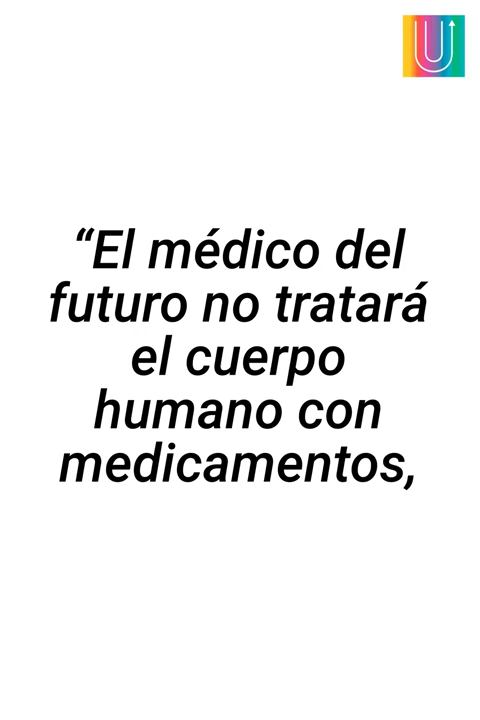 U
“El médico del
futuro no tratará
el cuerpo
humano con
medicamentos,